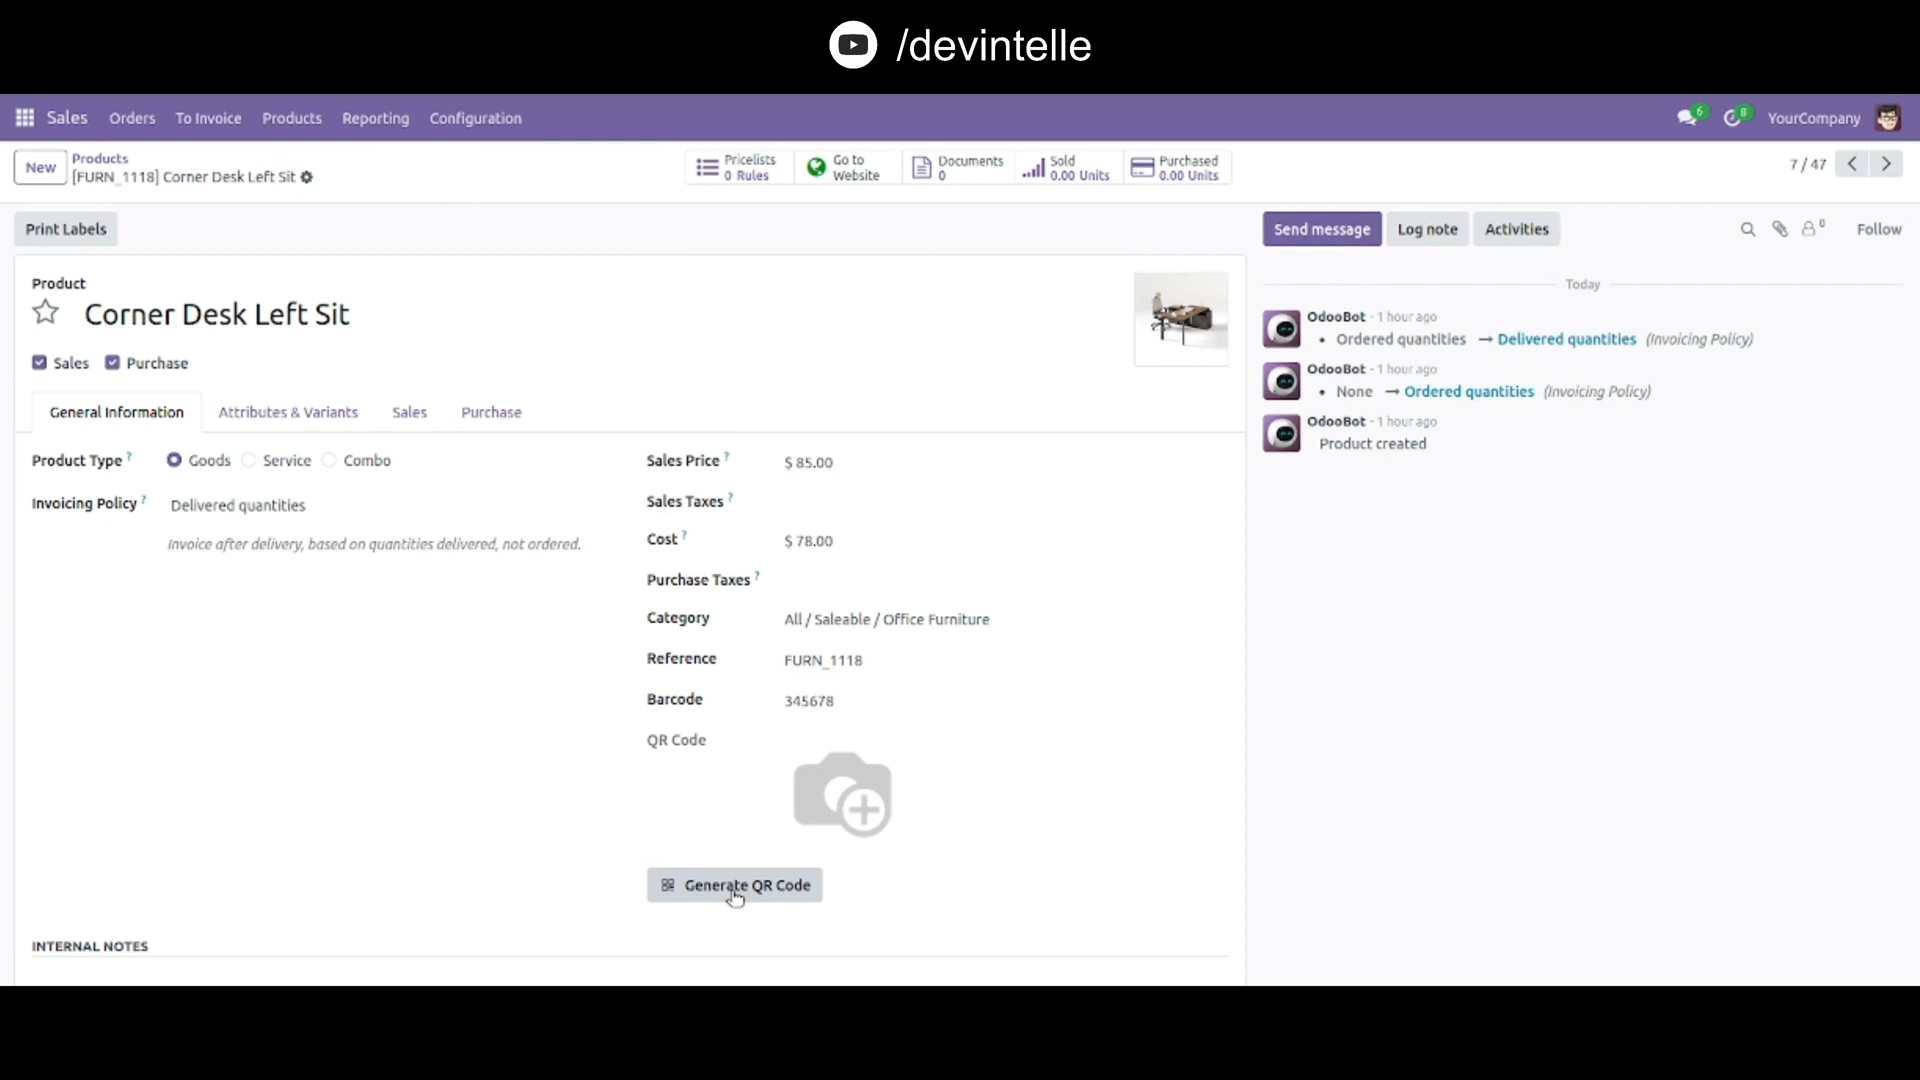 /devintelle
Sales Orders To Invoice Products Reporting Configuration 6 8 YourCompany
New
Products
[FURN_1118] Corner Desk Left Sit
Pricelists
0 Rules
Go to
Website
Documents
0
Sold
0.00 Units
Purchased
0.00 Units
7 / 47
Print Labels
Send message Log note Activities 0 Follow
Product
Corner Desk Left Sit
Sales Purchase
General Information Attributes & Variants Sales Purchase
Product Type ? Goods Service Combo
Invoicing Policy ? Delivered quantities
Invoice after delivery, based on quantities delivered, not ordered.
Sales Price ? $ 85.00
Sales Taxes ?
Cost ? $ 78.00
Purchase Taxes ?
Category All / Saleable / Office Furniture
Reference FURN_1118
Barcode 345678
QR Code
Generate QR Code
INTERNAL NOTES
Today
OdooBot - 1 hour ago
• Ordered quantities → Delivered quantities (Invoicing Policy)
OdooBot - 1 hour ago
• None → Ordered quantities (Invoicing Policy)
OdooBot - 1 hour ago
Product created